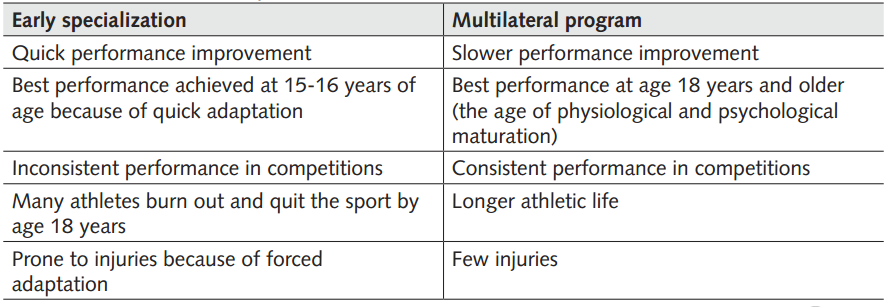 Early specialization Multilateral program
Quick performance improvement Slower performance improvement
Best performance achieved at 15-16 years of Best performance at age 18 years and older
age because of quick adaptation (the age of physiological and psychological
maturation)
Inconsistent performance in competitions Consistent performance in competitions
Many athletes burn out and quit the sport by Longer athletic life
age 18 years
Prone to injuries because of forced Few injuries
adaptation